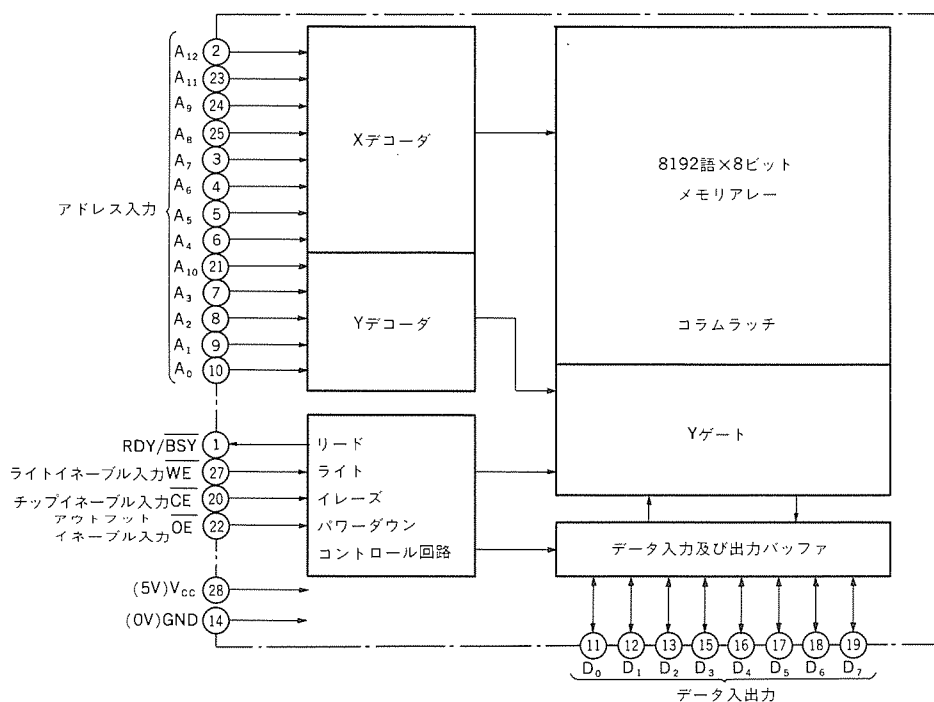 アドレス入力
A₁₂ 2
A₁₁ 23
A₉ 24
A₈ 25
A₇ 3
A₆ 4
A₅ 5
A₄ 6
A₁₀ 21
A₃ 7
A₂ 8
A₁ 9
A₀ 10
Xデコーダ
Yデコーダ
8192語×8ビット
メモリアレー
コラムラッチ
Yゲート
RDY/BSY 1
ライトイネーブル入力WE 27
チップイネーブル入力CE 20
アウトフット
イネーブル入力OE 22
(5V)Vcc 28
(0V)GND 14
リード
ライト
イレーズ
パワーダウン
コントロール回路
データ入力及び出力バッファ
11 12 13 15 16 17 18 19
D₀ D₁ D₂ D₃ D₄ D₅ D₆ D₇
データ入出力